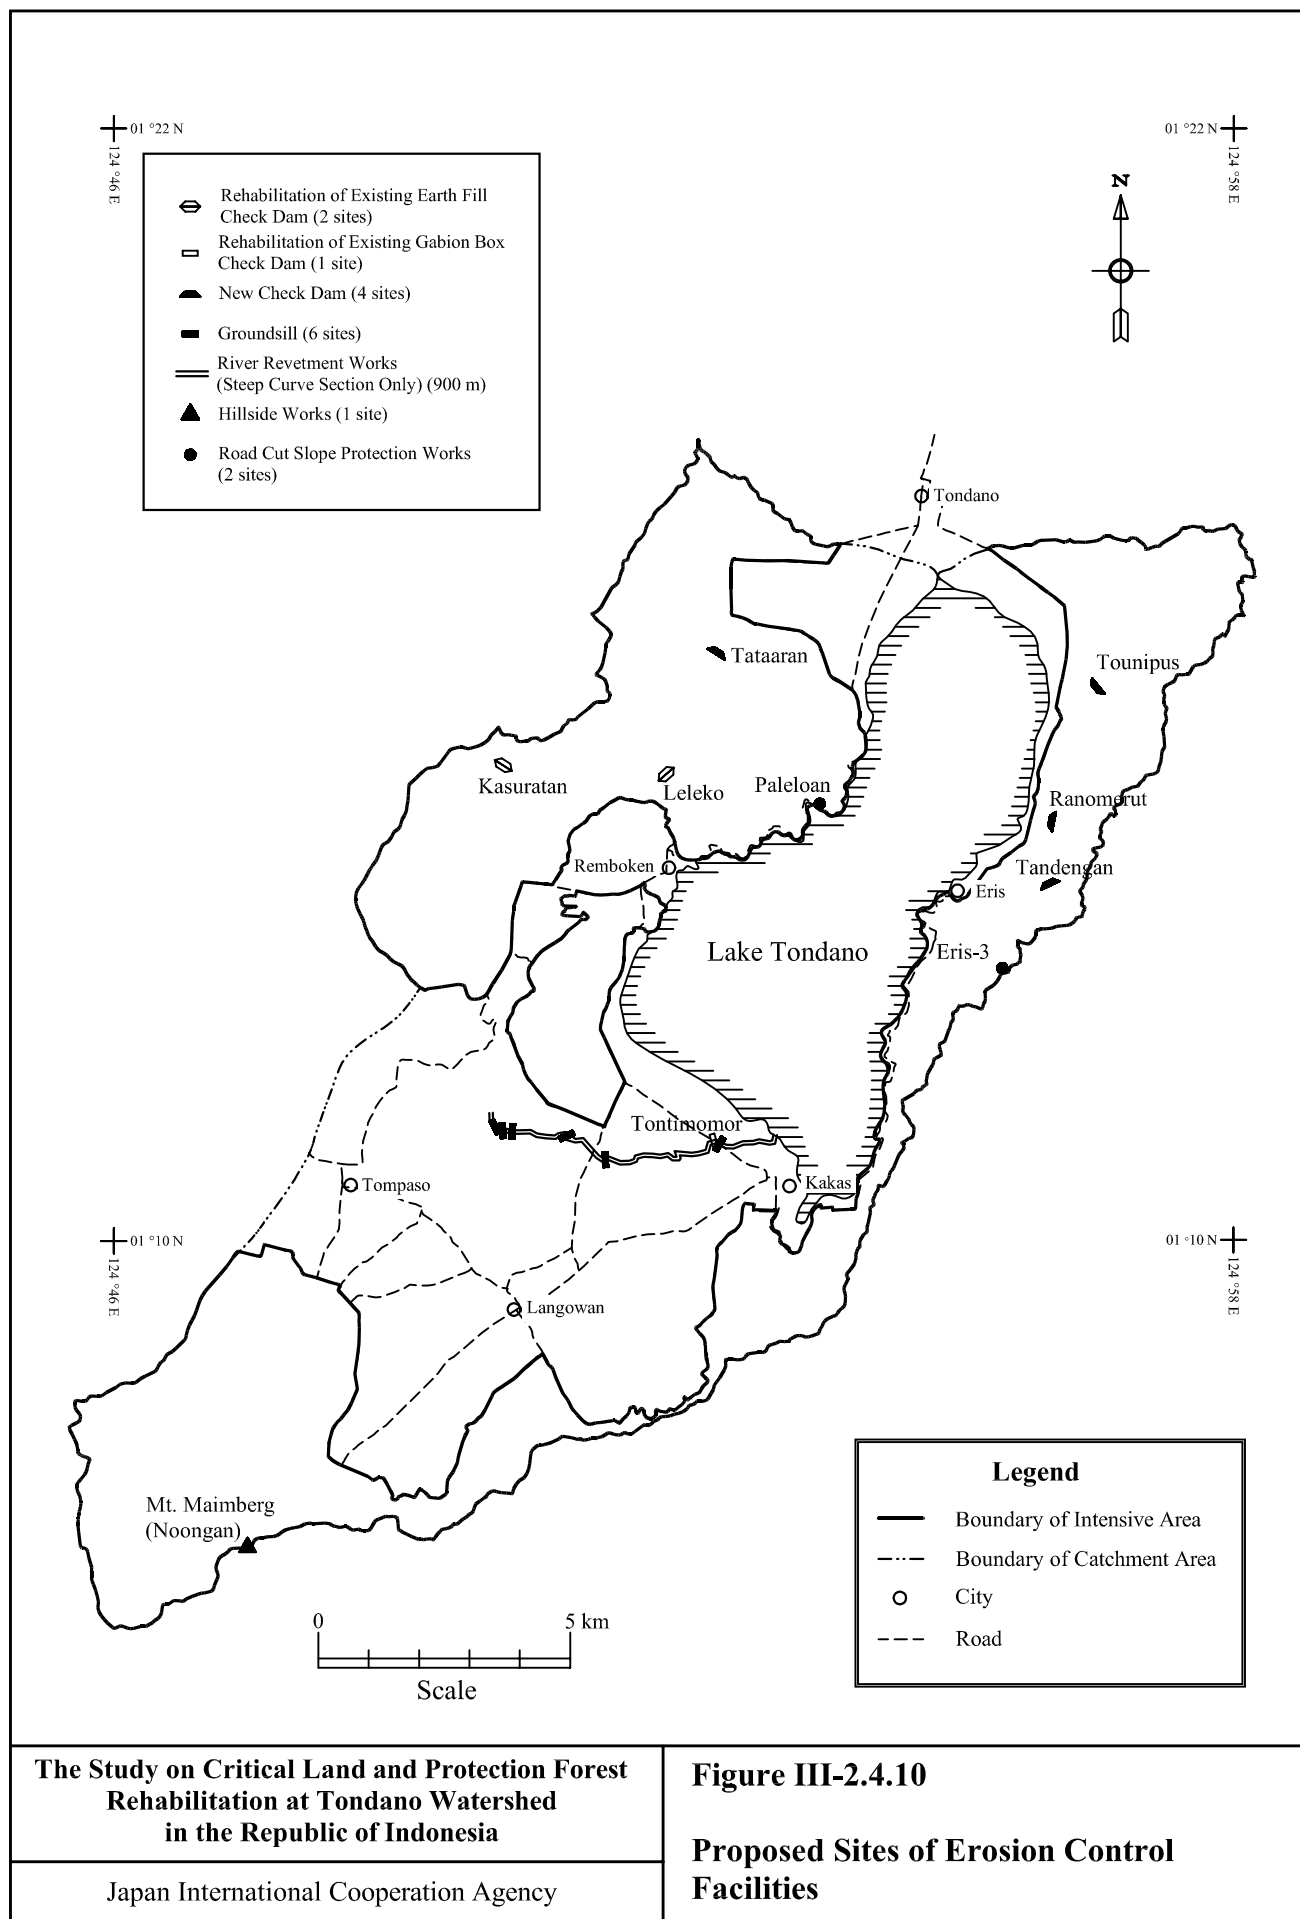 01 °22 N
124 °46 E
01 °22 N
124 °58 E
Rehabilitation of Existing Earth Fill
Check Dam (2 sites)
Rehabilitation of Existing Gabion Box
Check Dam (1 site)
New Check Dam (4 sites)
Groundsill (6 sites)
River Revetment Works
(Steep Curve Section Only) (900 m)
Hillside Works (1 site)
Road Cut Slope Protection Works
(2 sites)
N
Tondano
Tataaran
Tounipus
Kasuratan
Leleko
Paleloan
Ranomerut
Remboken
Tandengan
Eris
Lake Tondano
Eris-3
Tontimomor
Tompaso
Kakas
01 °10 N
124 °46 E
01 °10 N
124 °58 E
Langowan
Mt. Maimberg
(Noongan)
0
5 km
Scale
Legend
Boundary of Intensive Area
Boundary of Catchment Area
City
Road
The Study on Critical Land and Protection Forest
Rehabilitation at Tondano Watershed
in the Republic of Indonesia
Japan International Cooperation Agency
Figure III-2.4.10
Proposed Sites of Erosion Control
Facilities